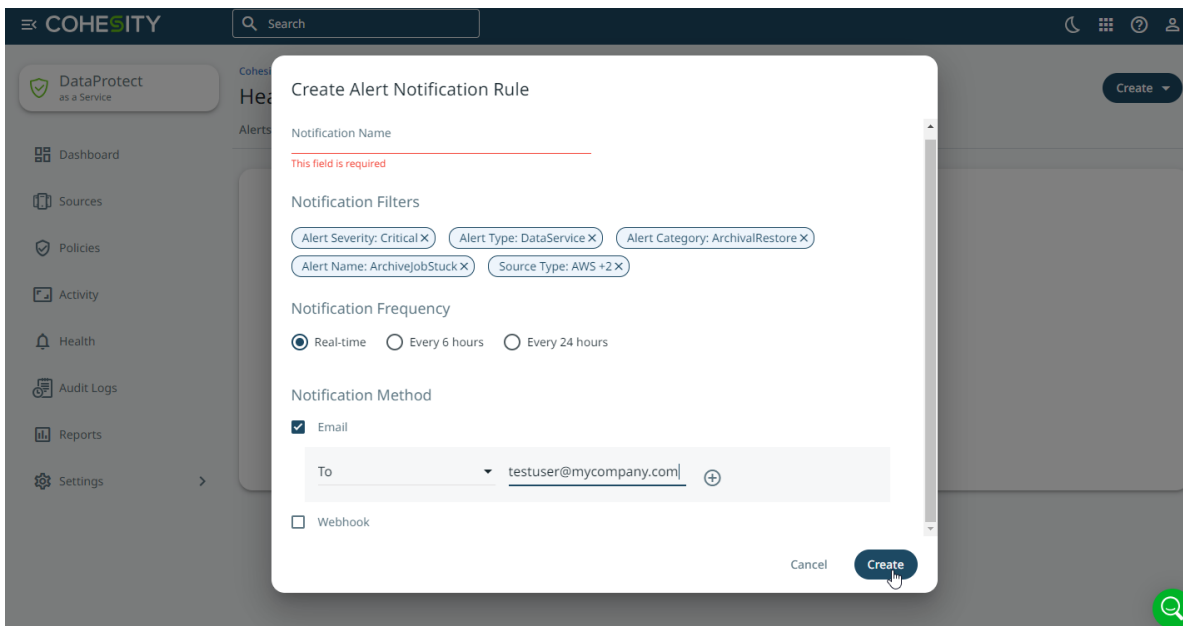 COHESITY
Search
DataProtect
as a Service
Create
Alerts
Dashboard
Sources
Policies
Activity
Health
Audit Logs
Reports
Settings
Create Alert Notification Rule
Notification Name
This field is required
Notification Filters
Alert Severity: Critical Alert Type: DataService Alert Category: ArchivalRestore
Alert Name: ArchiveJobStuck Source Type: AWS +2
Notification Frequency
Real-time Every 6 hours Every 24 hours
Notification Method
Email
To testuser@mycompany.com
Webhook
Cancel Create